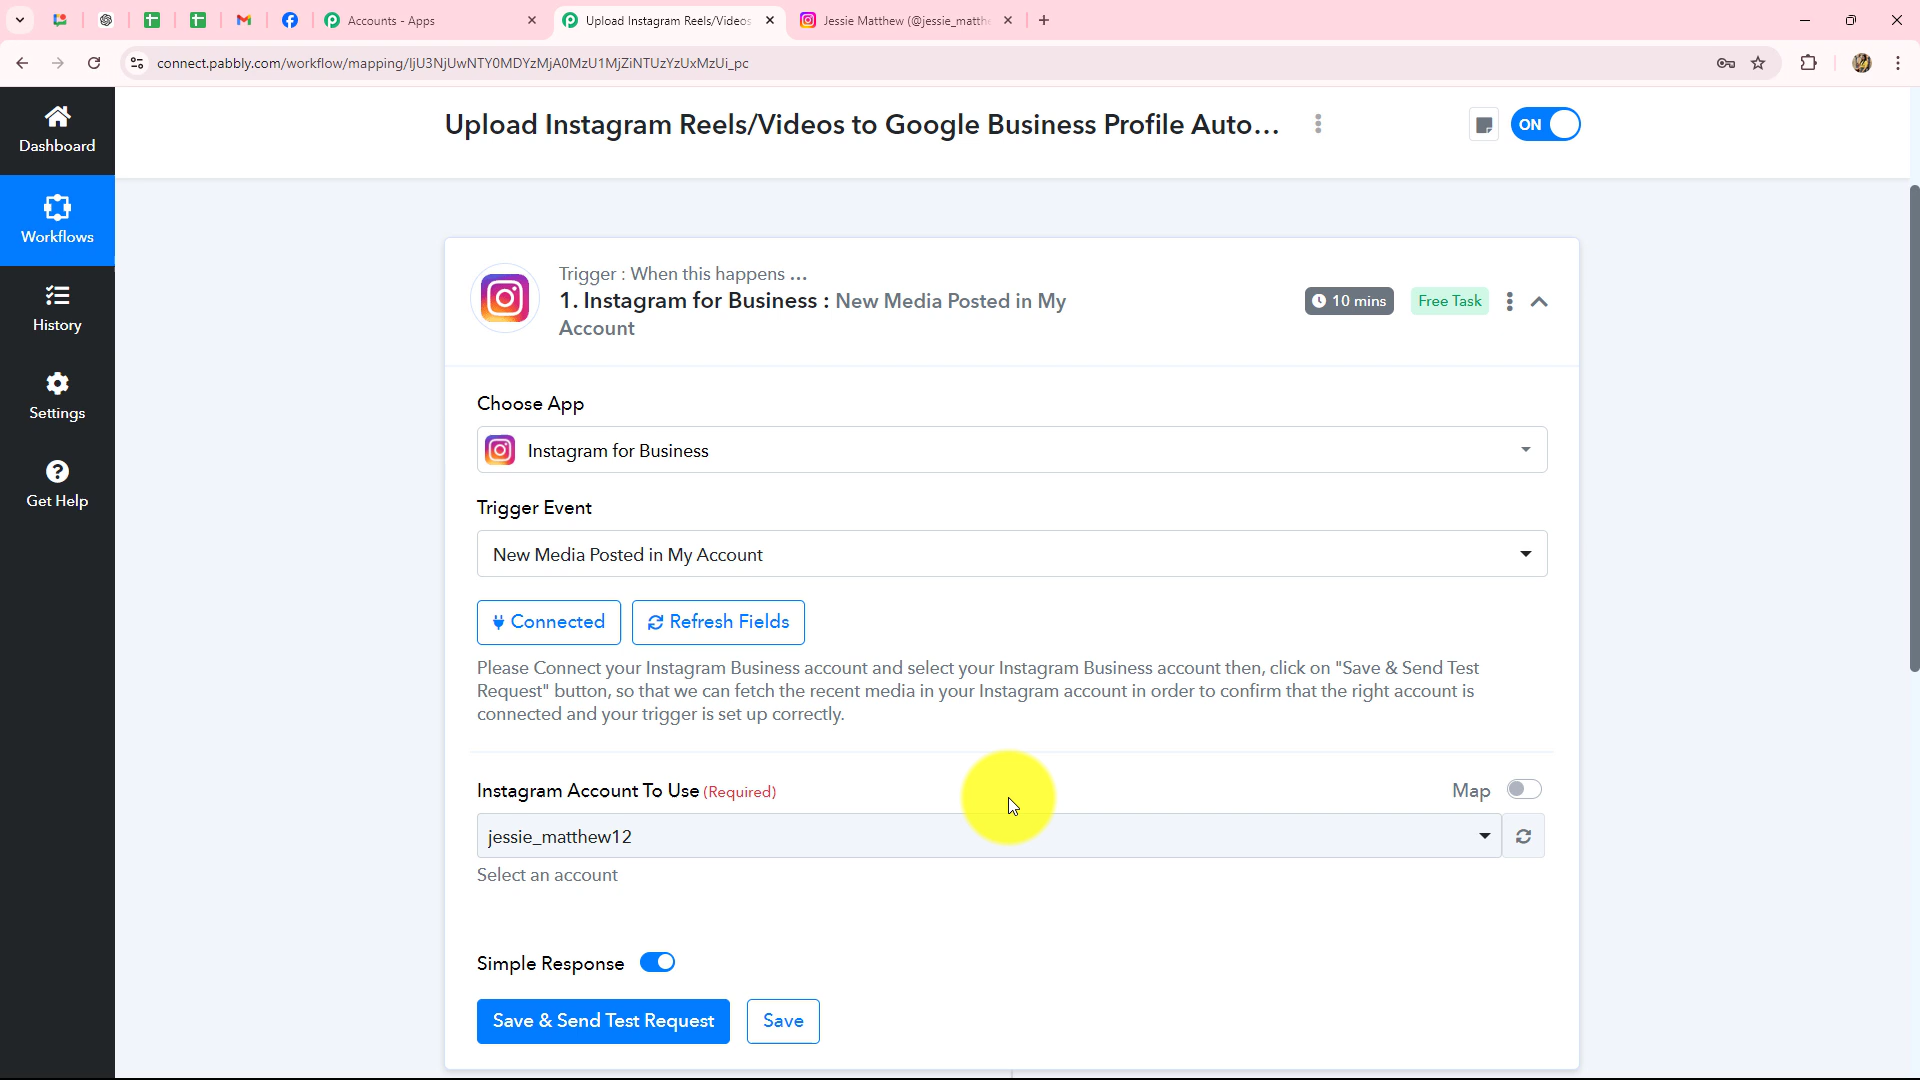 Accounts - Apps
Upload Instagram Reels/Videos
Jessie Matthew (@jessie_matth
connect.pabbly.com/workflow/mapping/IjU3NjUwNTY0MDYzMjA0MzU1MjZiNTUzYzUxMzUi_pc
Dashboard
Workflows
History
Settings
Get Help
Upload Instagram Reels/Videos to Google Business Profile Auto...
ON
Trigger : When this happens ...
1. Instagram for Business : New Media Posted in My
Account
10 mins
Free Task
Choose App
Instagram for Business
Trigger Event
New Media Posted in My Account
Connected
Refresh Fields
Please Connect your Instagram Business account and select your Instagram Business account then, click on "Save & Send Test
Request" button, so that we can fetch the recent media in your Instagram account in order to confirm that the right account is
connected and your trigger is set up correctly.
Instagram Account To Use (Required)
Map
jessie_matthew12
Select an account
Simple Response
Save & Send Test Request
Save